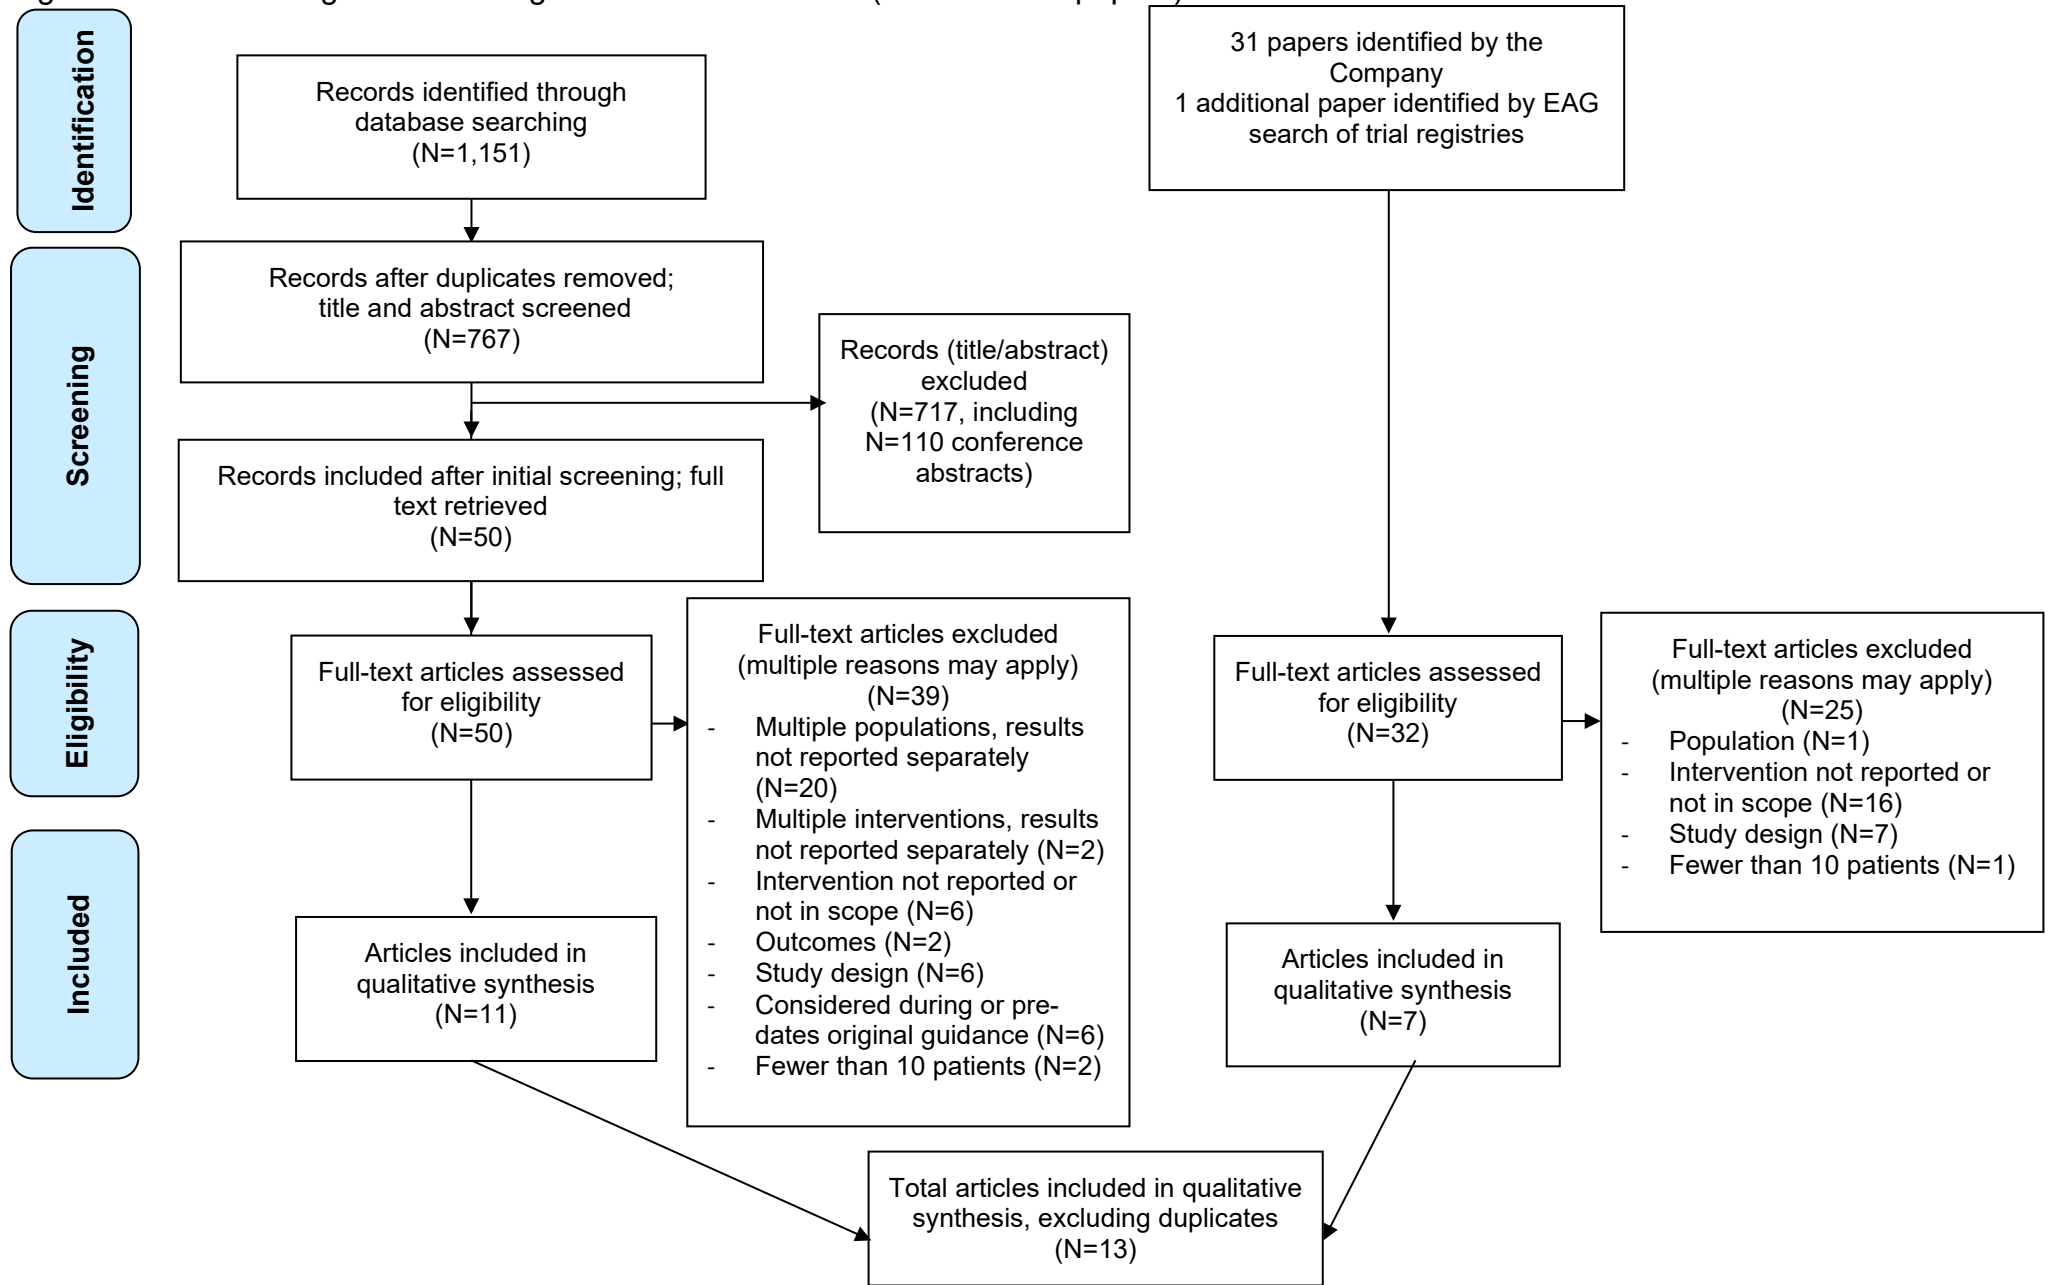 Identification
Records identified through
database searching
(N=1,151)
31 papers identified by the
Company
1 additional paper identified by EAG
search of trial registries
Screening
Records after duplicates removed;
title and abstract screened
(N=767)
Records (title/abstract)
excluded
(N=717, including
N=110 conference
abstracts)
Records included after initial screening; full
text retrieved
(N=50)
Eligibility
Full-text articles assessed
for eligibility
(N=50)
Full-text articles excluded
(multiple reasons may apply)
(N=39)
- Multiple populations, results
not reported separately
(N=20)
- Multiple interventions, results
not reported separately (N=2)
- Intervention not reported or
not in scope (N=6)
- Outcomes (N=2)
- Study design (N=6)
- Considered during or pre-
dates original guidance (N=6)
- Fewer than 10 patients (N=2)
Full-text articles assessed
for eligibility
(N=32)
Full-text articles excluded
(multiple reasons may apply)
(N=25)
- Population (N=1)
- Intervention not reported or
not in scope (N=16)
- Study design (N=7)
- Fewer than 10 patients (N=1)
Included
Articles included in
qualitative synthesis
(N=11)
Articles included in
qualitative synthesis
(N=7)
Total articles included in qualitative
synthesis, excluding duplicates
(N=13)